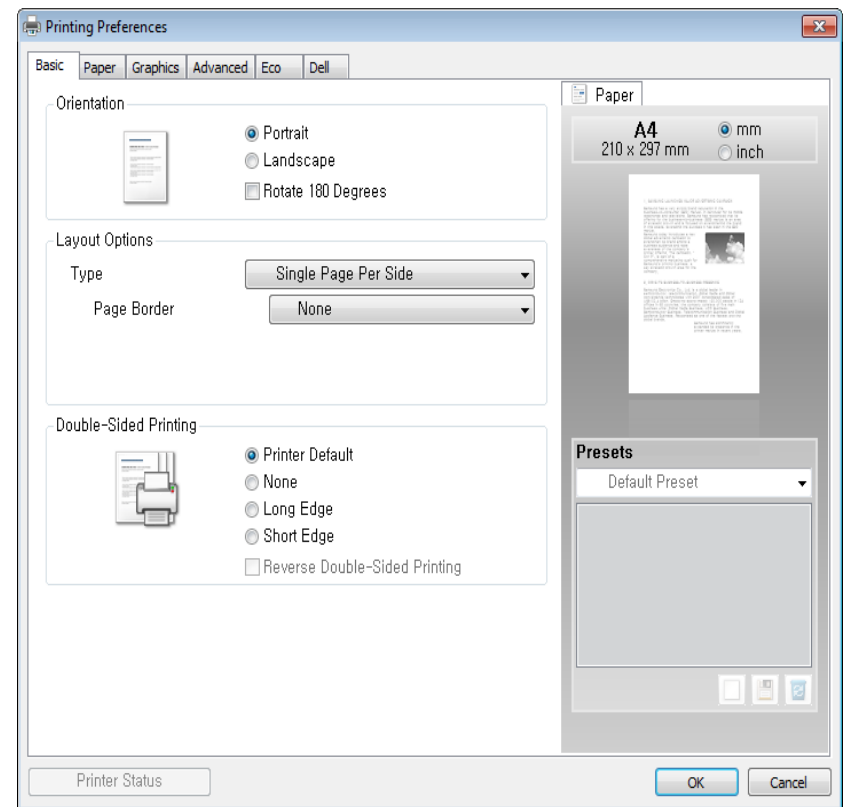 Printing Preferences
Basic Paper Graphics Advanced Eco Dell
Orientation
Portrait
Landscape
Rotate 180 Degrees
Layout Options
Type Single Page Per Side
Page Border None
Double-Sided Printing
Printer Default
None
Long Edge
Short Edge
Reverse Double-Sided Printing
Paper
A4
210 x 297 mm
mm
inch
Presets
Default Preset
Printer Status
OK Cancel